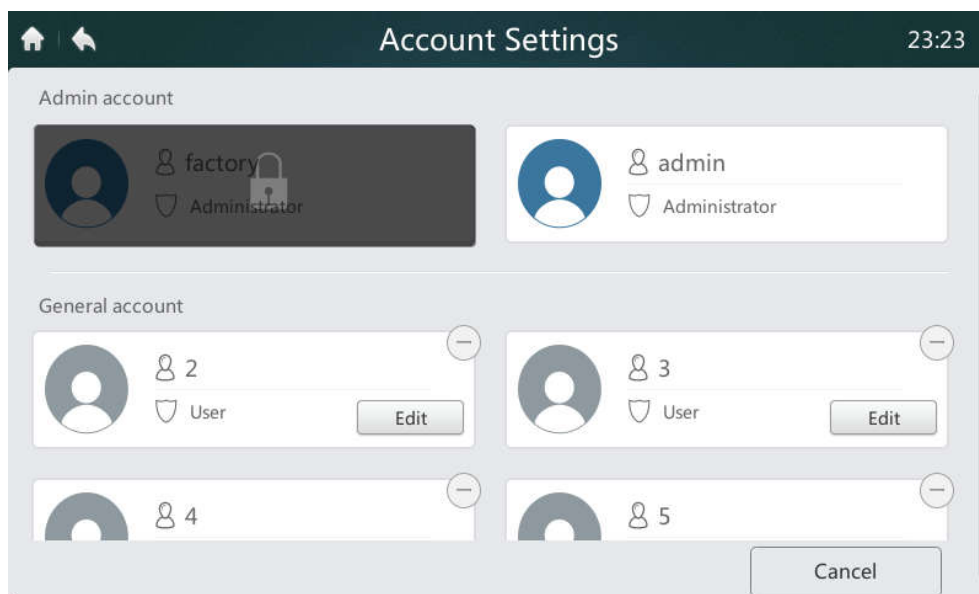 Account Settings 23:23
Admin account
factory
Administrator
admin
Administrator
General account
2
User
Edit
3
User
Edit
4
5
Cancel